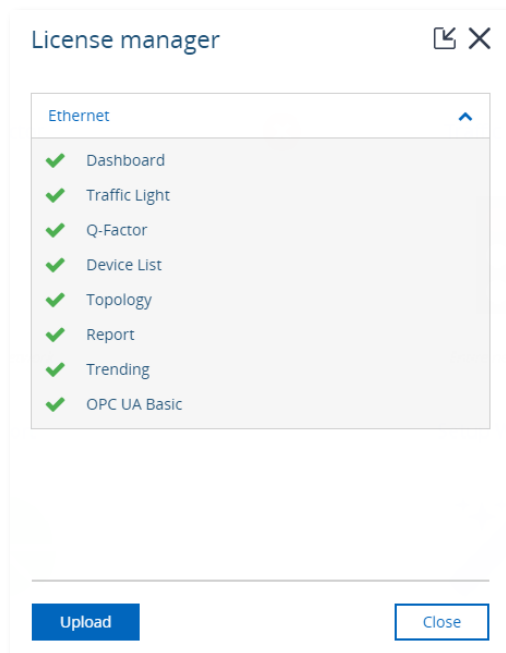 License manager
Ethernet
Dashboard
Traffic Light
Q-Factor
Device List
Topology
Report
Trending
OPC UA Basic
Upload
Close